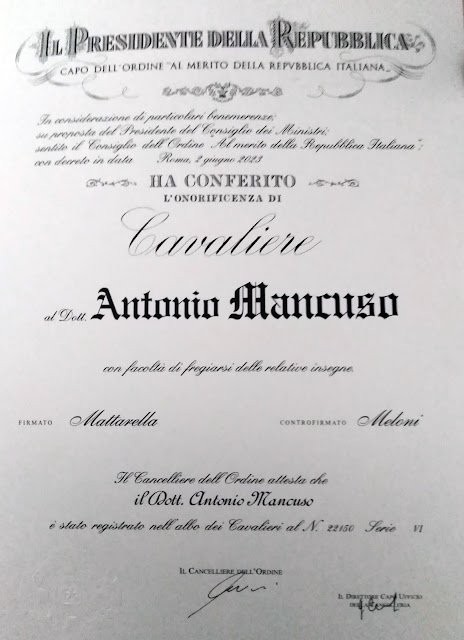 IL PRESIDENTE DELLA REPUBBLICA
CAPO DELL'ORDINE "AL MERITO DELLA REPVBBLICA ITALIANA„
In considerazione di particolari benemerenze;
su proposta del Presidente del Consiglio dei Ministri;
sentito il Consiglio dell'Ordine "Al merito della Repubblica Italiana";
con decreto in data Roma, 2 giugno 2023
HA CONFERITO
L'ONORIFICENZA DI
Cavaliere
al Dott. Antonio Mancuso
con facoltà di fregiarsi delle relative insegne.
FIRMATO Mattarella CONTROFIRMATO Meloni
Il Cancelliere dell'Ordine attesta che
il Dott. Antonio Mancuso
è stato registrato nell'albo dei Cavalieri al N. 22150 Serie VI
IL CANCELLIERE DELL'ORDINE
IL DIRETTORE CAPO UFFICIO
DELLA